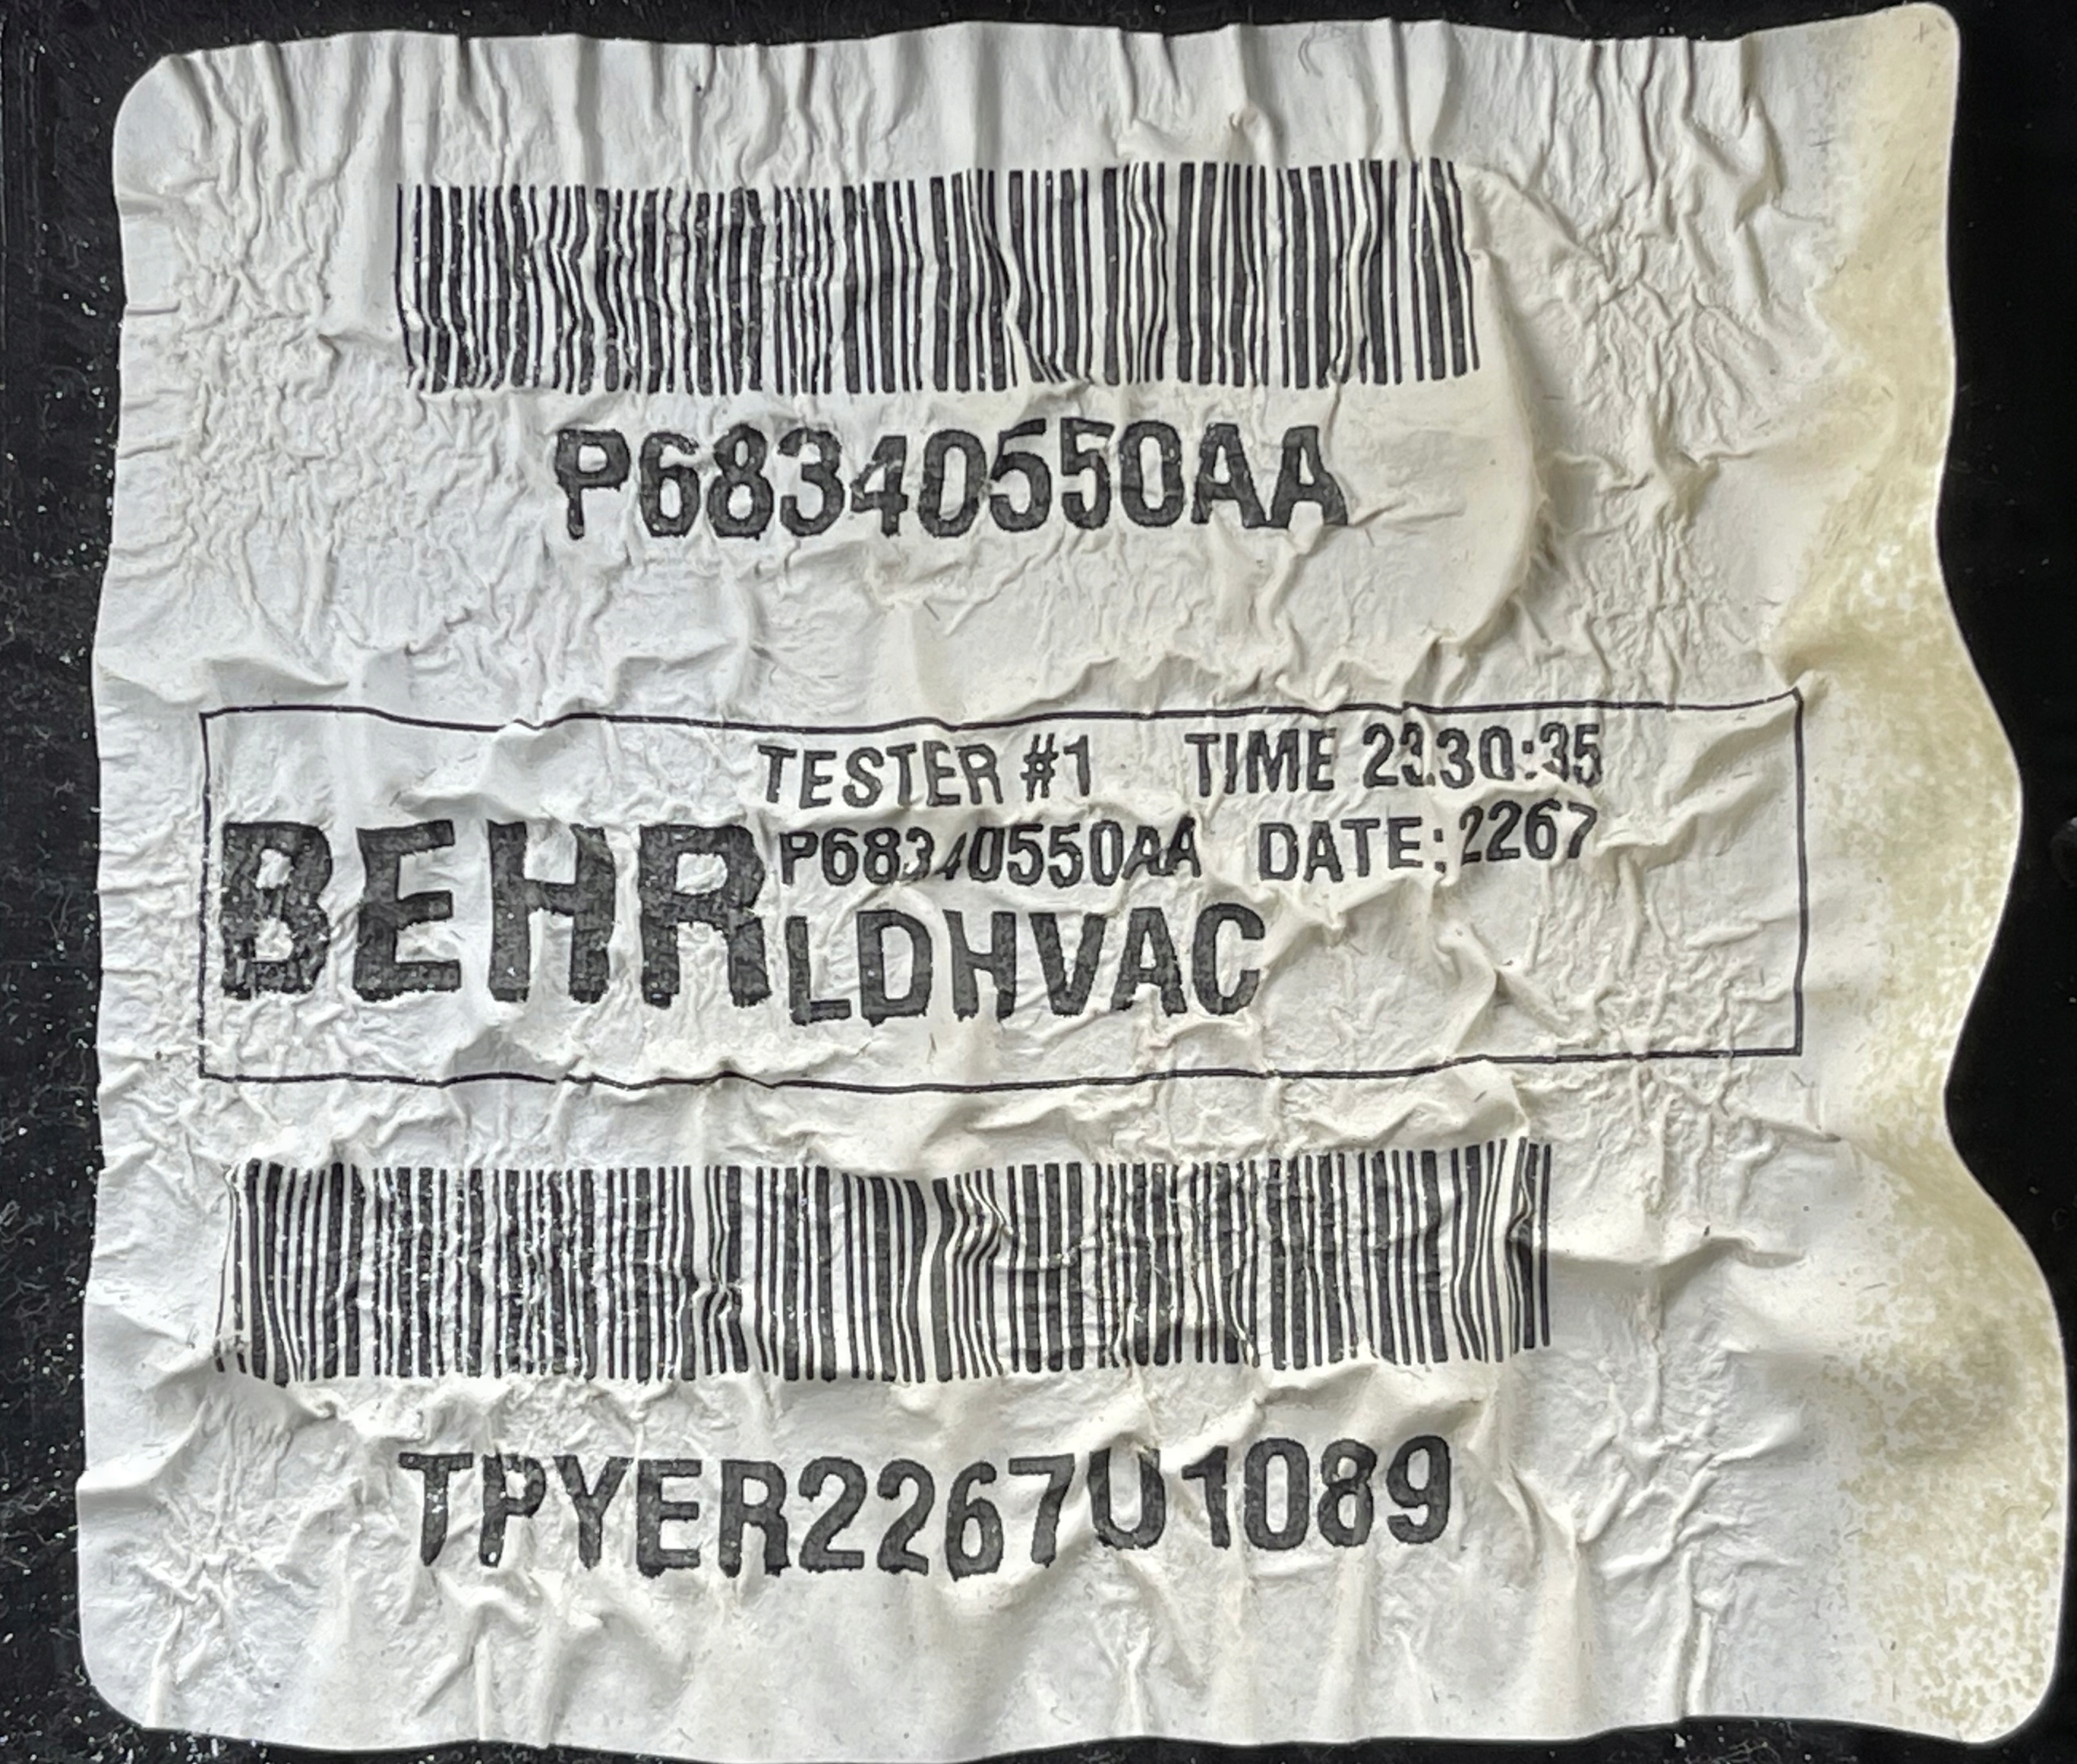 P68340550AA
TESTER #1 TIME 23:30:35
BEHR P68340550AA DATE: 2267
LDHVAC
TPYER2267U1089